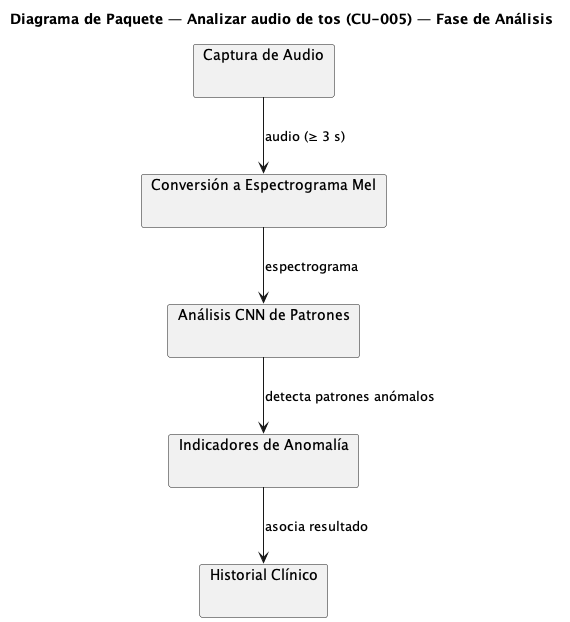 Diagrama de Paquete — Analizar audio de tos (CU-005) — Fase de Análisis
Captura de Audio
audio (≥ 3 s)
Conversión a Espectrograma Mel
espectrograma
Análisis CNN de Patrones
detecta patrones anómalos
Indicadores de Anomalía
asocia resultado
Historial Clínico